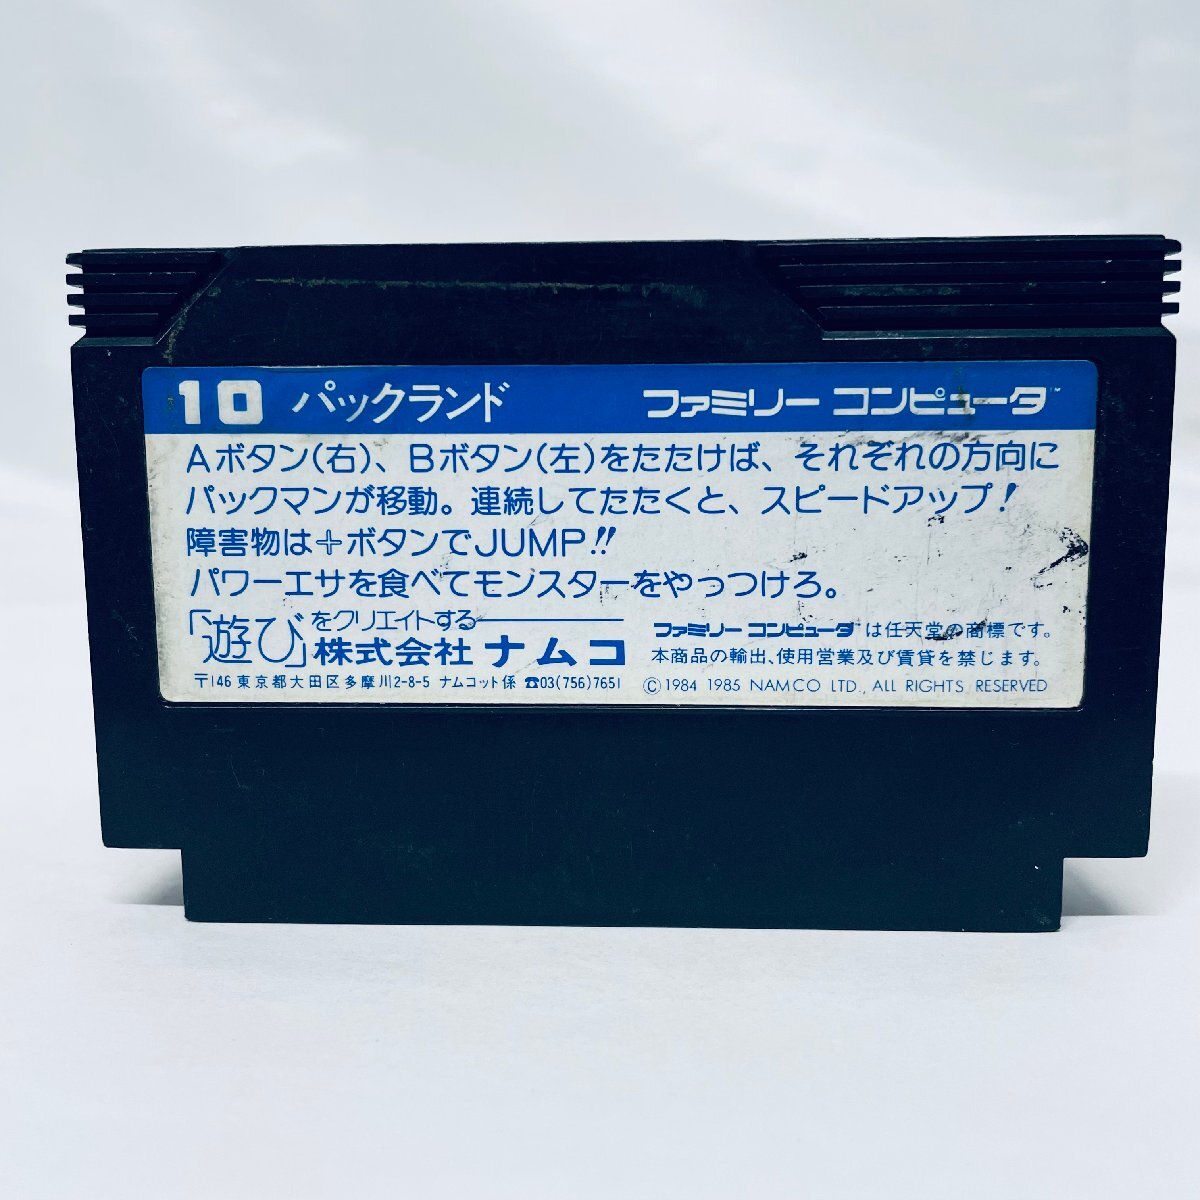 10 パックランド ファミリー コンピュータ™
Aボタン(右)、Bボタン(左)をたたけば、それぞれの方向に
パックマンが移動。連続してたたくと、スピードアップ!
障害物は+ボタンでJUMP!!
パワーエサを食べてモンスターをやっつけろ。
「遊び」をクリエイトする
株式会社 ナムコ
〒146 東京都大田区多摩川2-8-5 ナムコット係 ☎03(756)7651
ファミリー コンピュータ は任天堂の商標です。
本商品の輸出、使用営業及び賃貸を禁じます。
©1984 1985 NAMCO LTD., ALL RIGHTS RESERVED